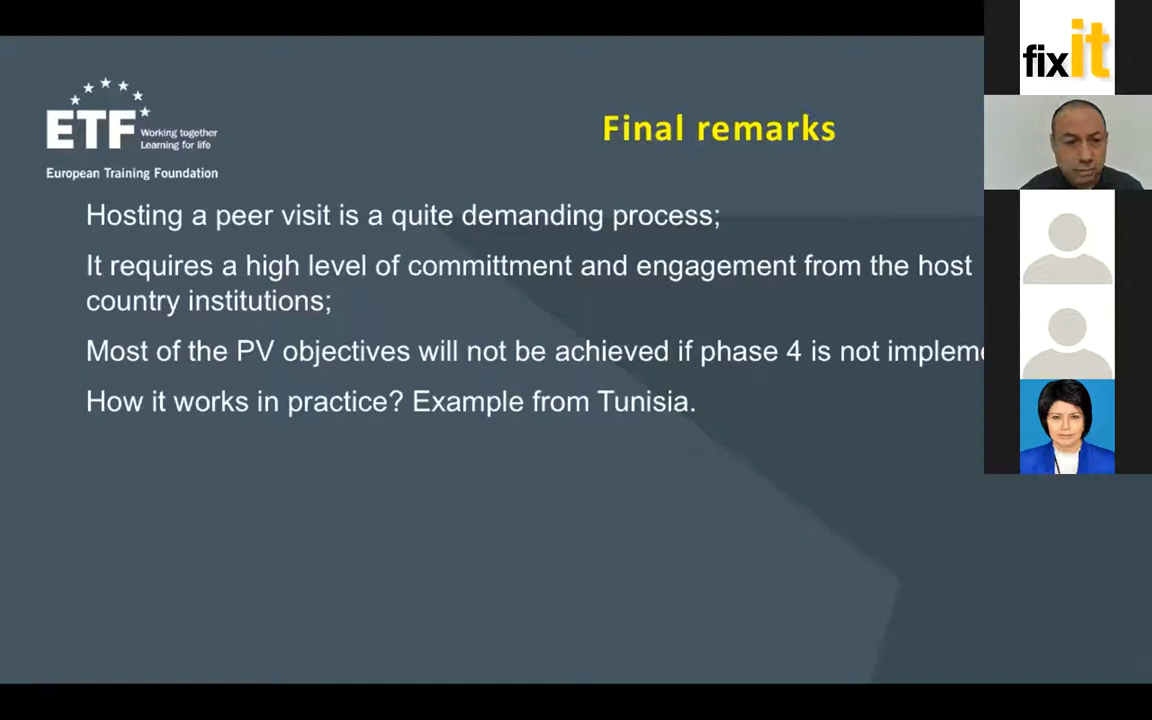 fixit
ETF
Working together
Learning for life
European Training Foundation
Final remarks
Hosting a peer visit is a quite demanding process;
It requires a high level of committment and engagement from the host
country institutions;
Most of the PV objectives will not be achieved if phase 4 is not impleme
How it works in practice? Example from Tunisia.